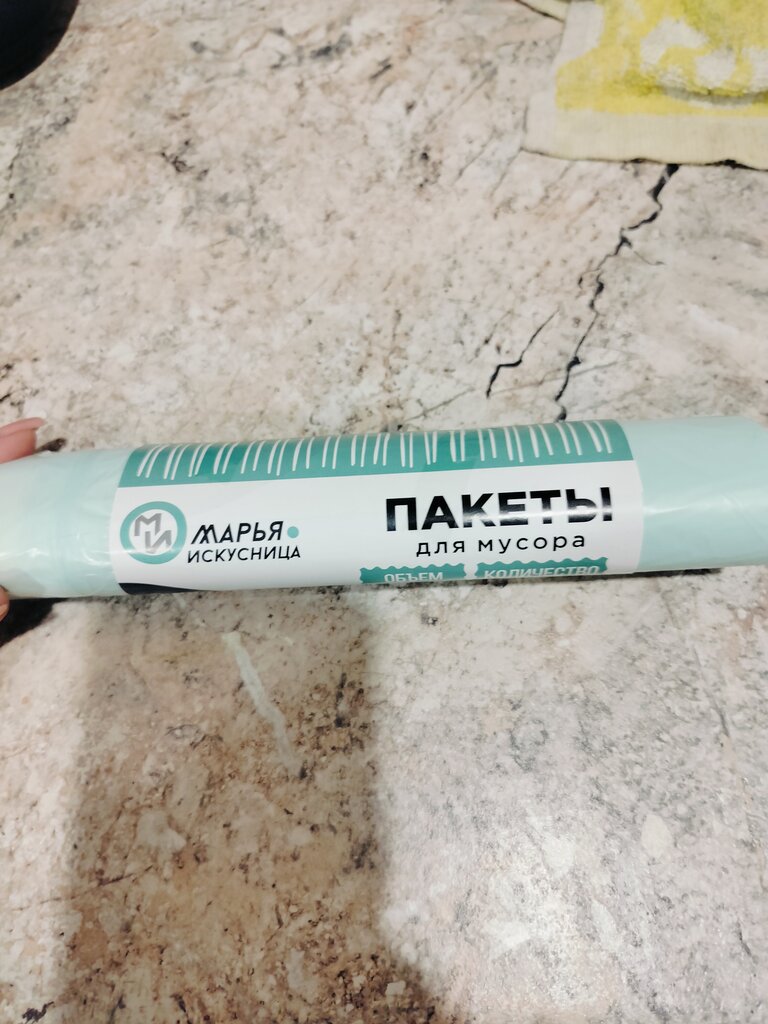 МИ
МАРЬЯ
ИСКУСНИЦА
ПАКЕТЫ
для мусора
ОБЪЕМ КОЛИЧЕСТВО